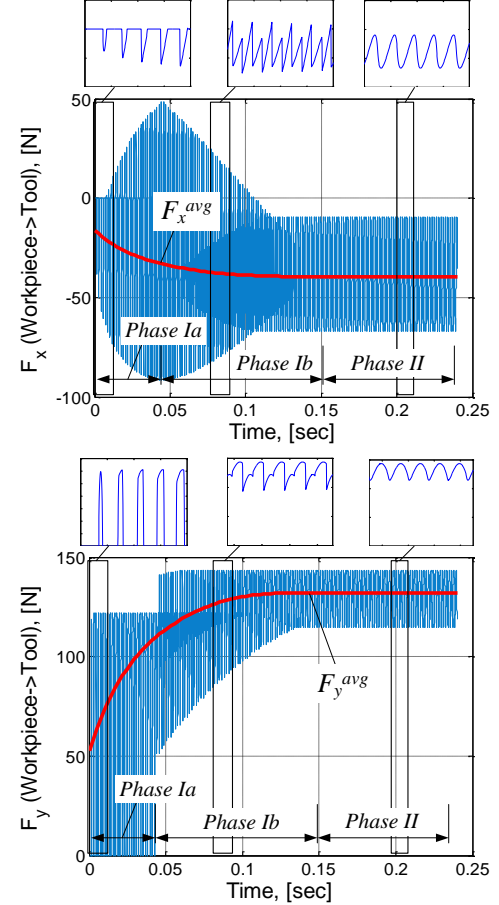 50
0
-50
-100
F_x (Workpiece->Tool), [N]
F_x^avg
Phase Ia
Phase Ib
Phase II
0
0.05
0.1
0.15
0.2
0.25
Time, [sec]
150
100
50
0
F_y (Workpiece->Tool), [N]
F_y^avg
Phase Ia
Phase Ib
Phase II
0
0.05
0.1
0.15
0.2
0.25
Time, [sec]